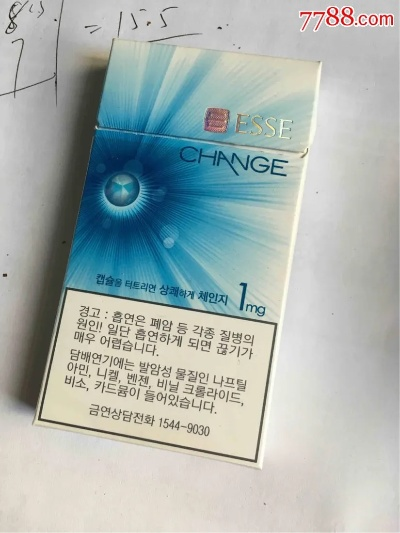 7788.com
= 15.5
ESSE
CHANGE
캡슐을 터트리면 상쾌하게 체인지 1mg
경고 : 흡연은 폐암 등 각종 질병의
원인! 일단 흡연하게 되면 끊기가
매우 어렵습니다.
담배연기에는 발암성 물질인 나프틸
아민, 니켈, 벤젠, 비닐 크롤라이드,
비소, 카드뮴이 들어있습니다.
금연상담전화 1544-9030